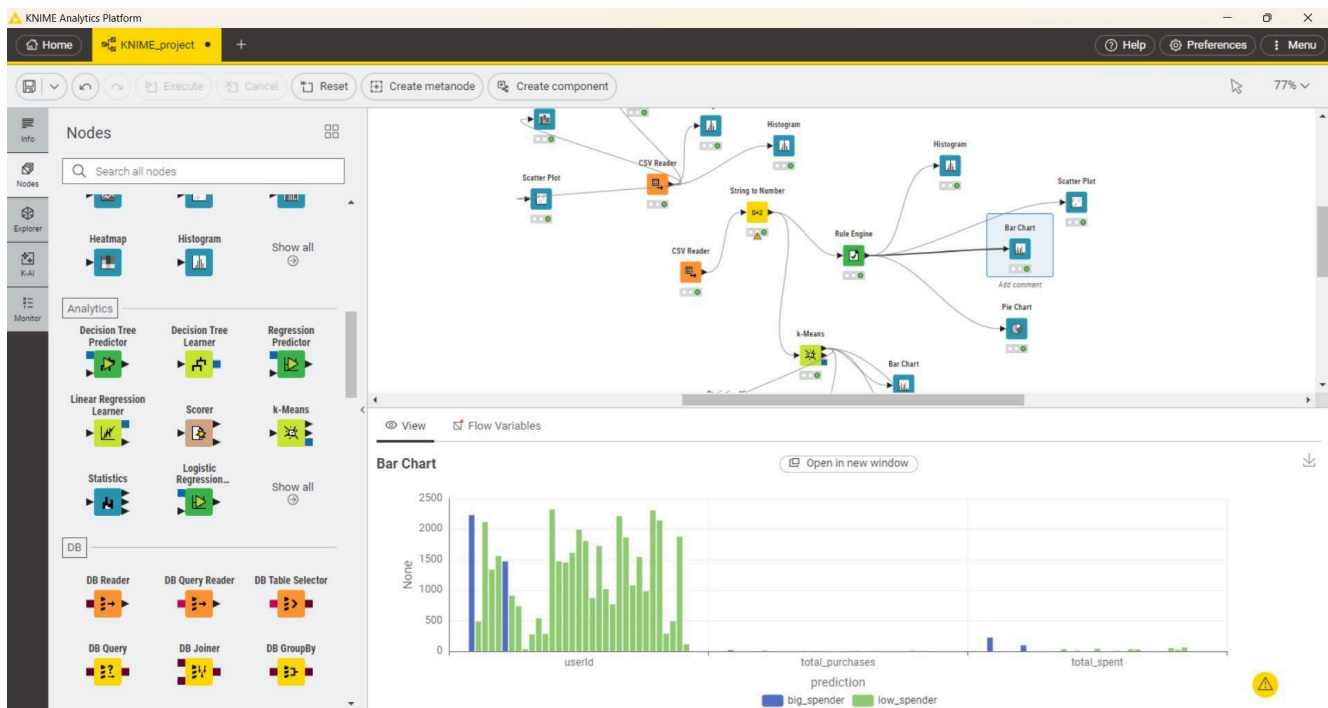 KNIME Analytics Platform
Home
KNIME_project
Help
Preferences
Menu
Execute
Cancel
Reset
Create metanode
Create component
77%
Info
Nodes
Explorer
K-AI
Monitor
Nodes
Search all nodes
Heatmap
Histogram
Show all
Analytics
Decision Tree
Predictor
Decision Tree
Learner
Regression
Predictor
Linear Regression
Learner
Scorer
k-Means
Statistics
Logistic
Regression...
Show all
DB
DB Reader
DB Query Reader
DB Table Selector
DB Query
DB Joiner
DB GroupBy
Histogram
CSV Reader
Scatter Plot
String to Number
S+2
CSV Reader
Rule Engine
Histogram
Scatter Plot
Bar Chart
Add comment
Pie Chart
k-Means
Bar Chart
View
Flow Variables
Bar Chart
Open in new window
2500
2000
1500
1000
500
0
None
userId
total_purchases
total_spent
prediction
big_spender
low_spender